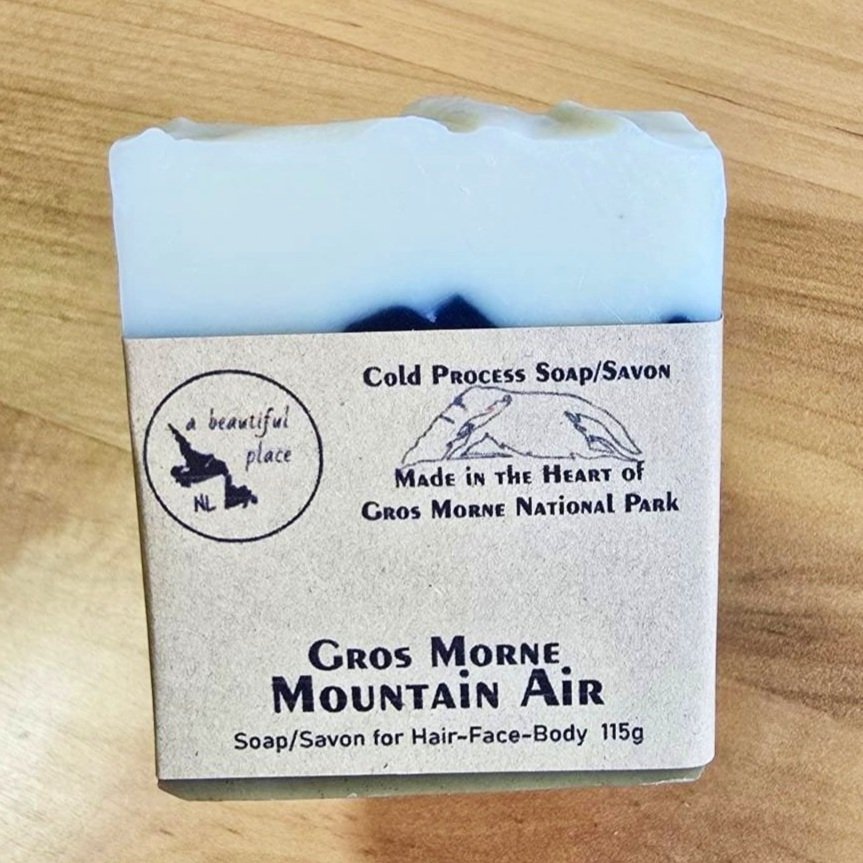 a beautiful
place
NL
Cold Process Soap/Savon
Made in the Heart of
Gros Morne National Park
Gros Morne
Mountain Air
Soap/Savon for Hair-Face-Body 115g